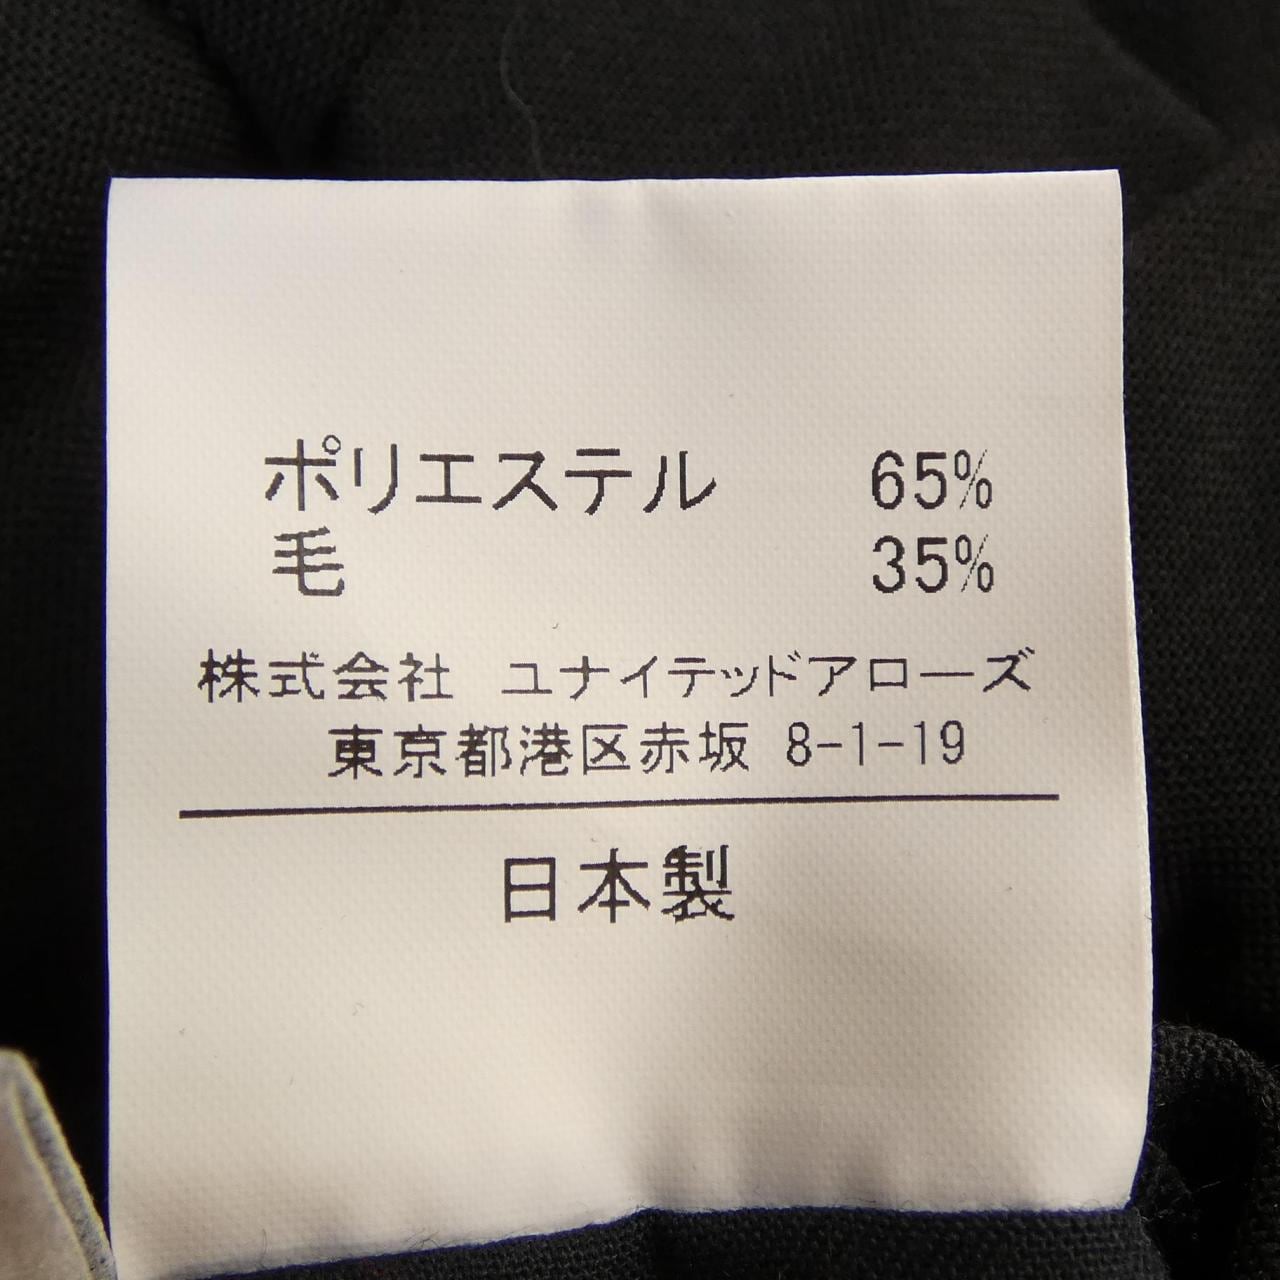 ポリエステル 65%
毛 35%
株式会社 ユナイテッドアローズ
東京都港区赤坂 8-1-19
日本製